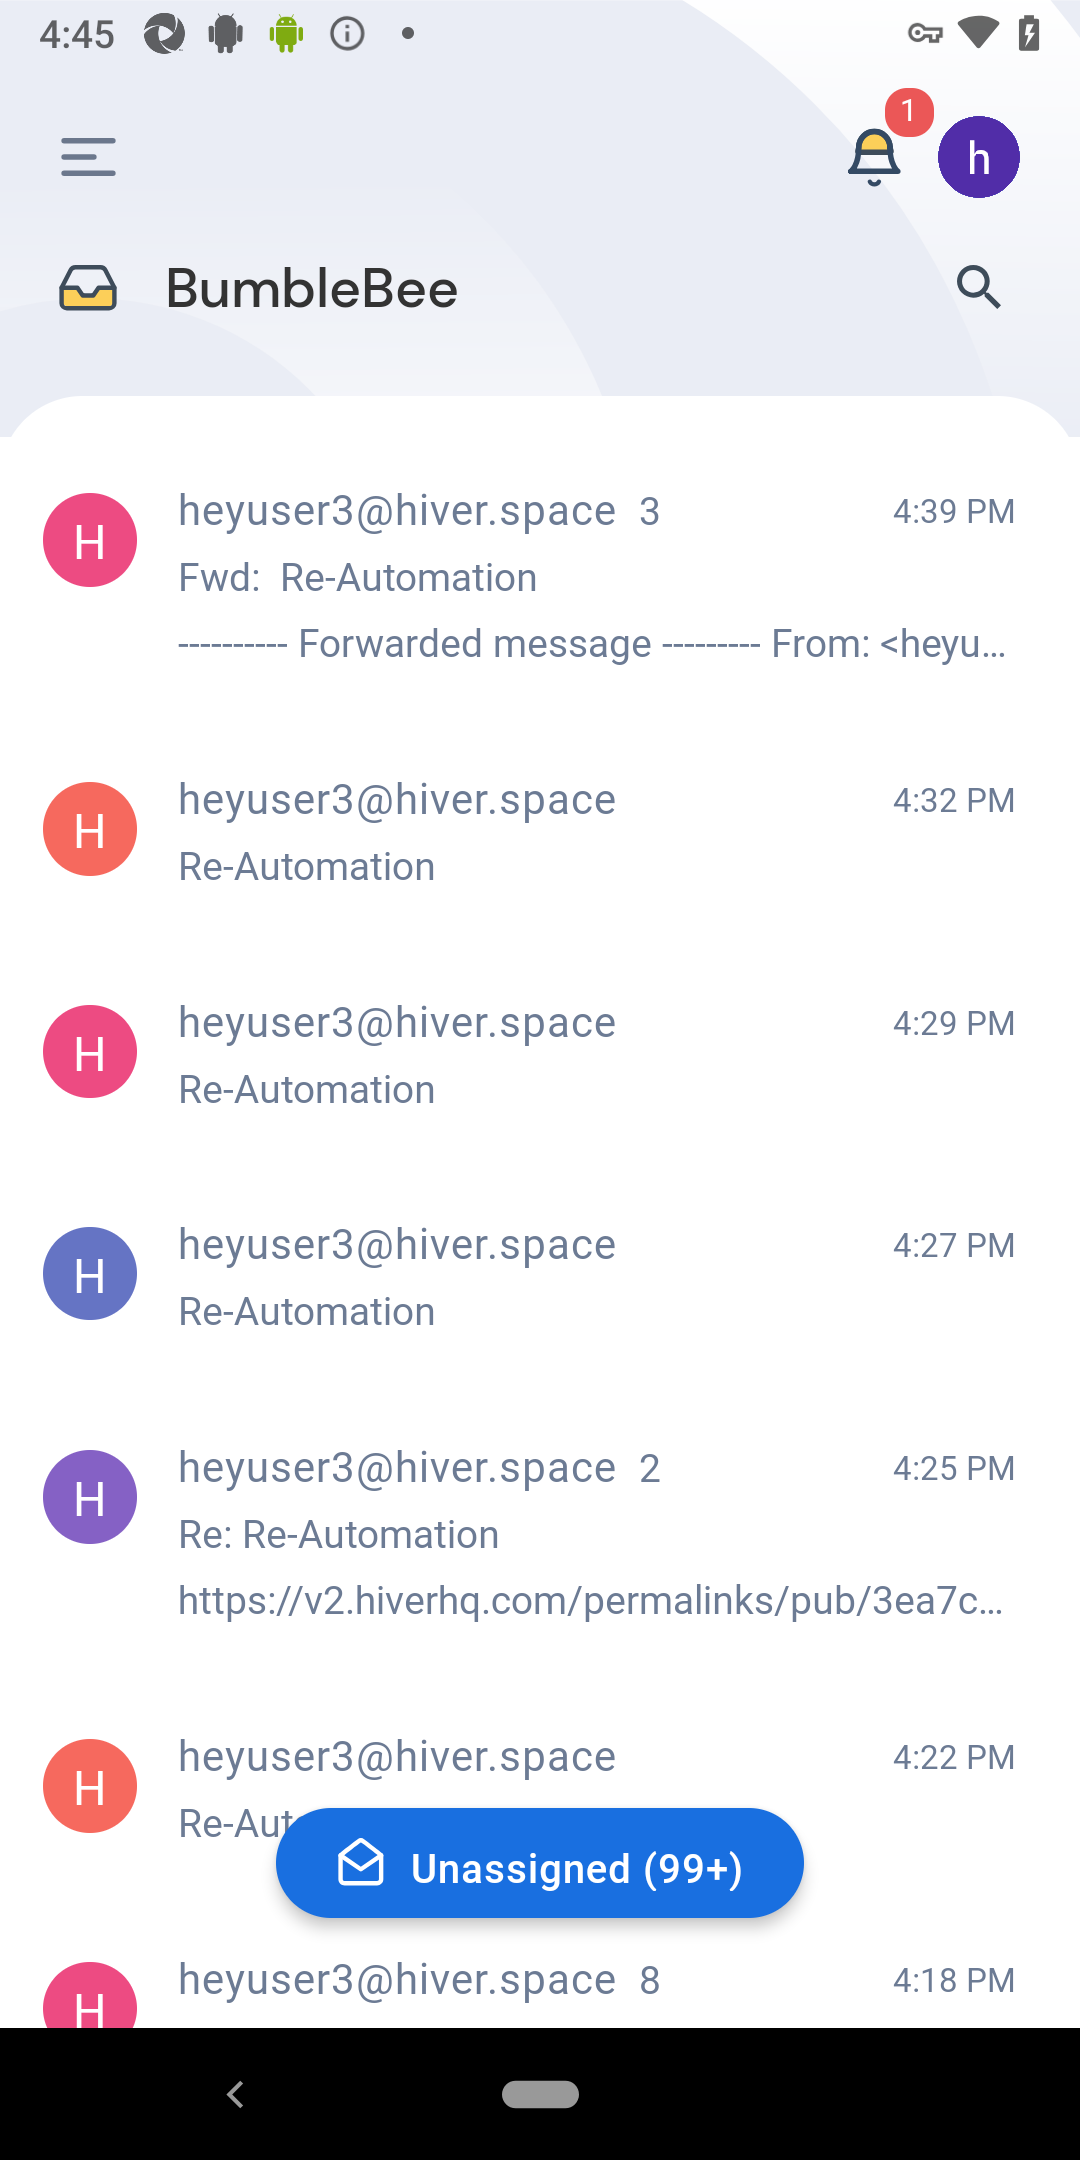 4:45
1
h
BumbleBee
H
heyuser3@hiver.space 3
4:39 PM
Fwd: Re-Automation
---------- Forwarded message --------- From: <heyu...
H
heyuser3@hiver.space
4:32 PM
Re-Automation
H
heyuser3@hiver.space
4:29 PM
Re-Automation
H
heyuser3@hiver.space
4:27 PM
Re-Automation
H
heyuser3@hiver.space 2
4:25 PM
Re: Re-Automation
https://v2.hiverhq.com/permalinks/pub/3ea7c...
H
heyuser3@hiver.space
4:22 PM
Re-Aut
Unassigned (99+)
H
heyuser3@hiver.space 8
4:18 PM